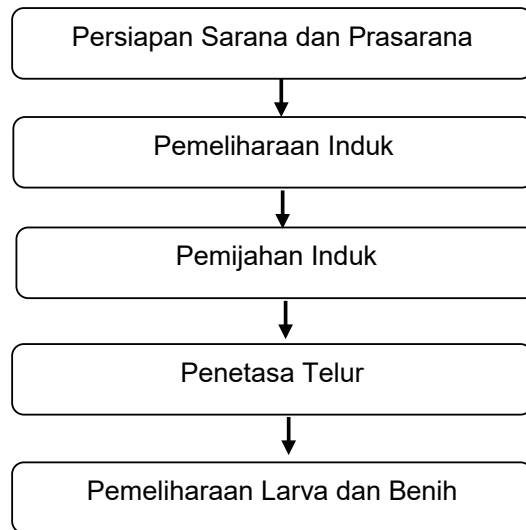 Persiapan Sarana dan Prasarana
Pemeliharaan Induk
Pemijahan Induk
Penetasa Telur
Pemeliharaan Larva dan Benih